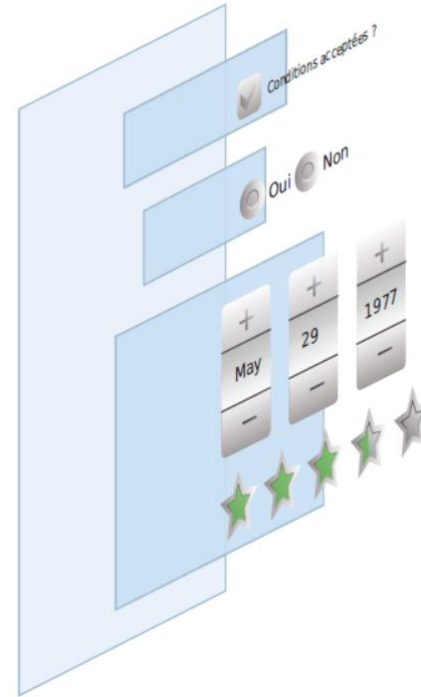 Conditions acceptées ?
Oui Non
+ + +
May 29 1977
− − −